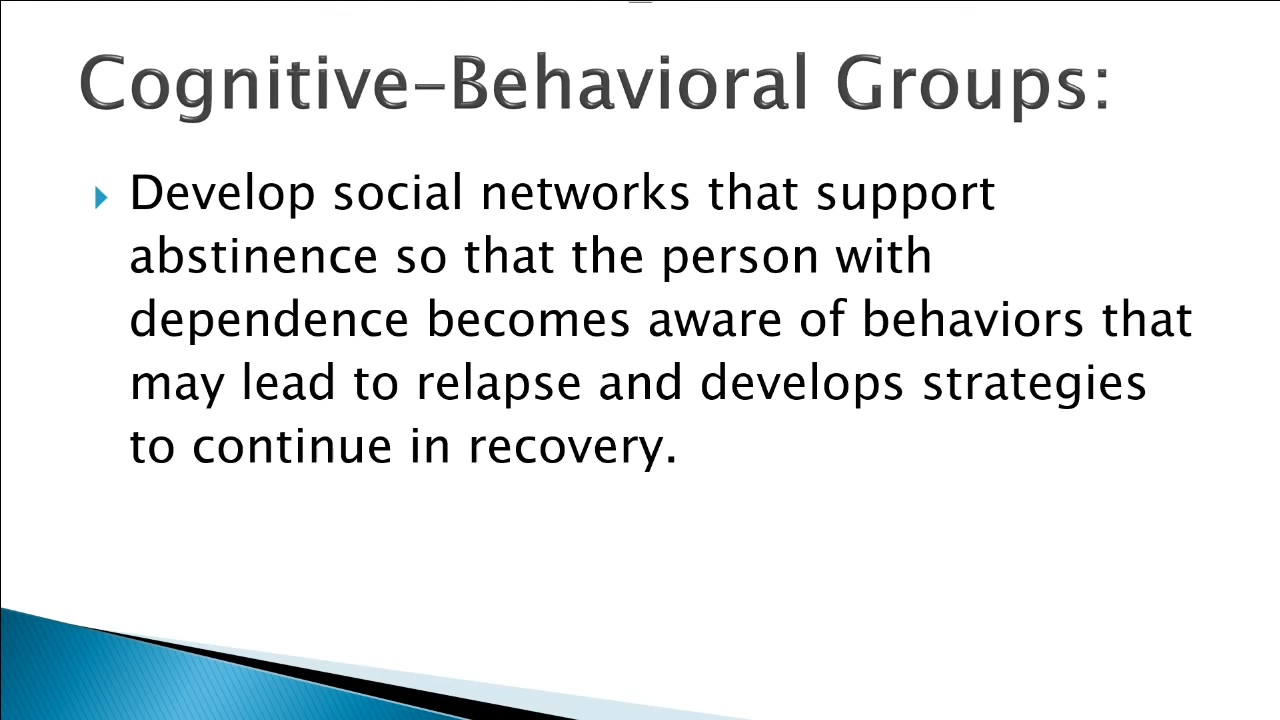 Cognitive-Behavioral Groups:
Develop social networks that support
abstinence so that the person with
dependence becomes aware of behaviors that
may lead to relapse and develops strategies
to continue in recovery.